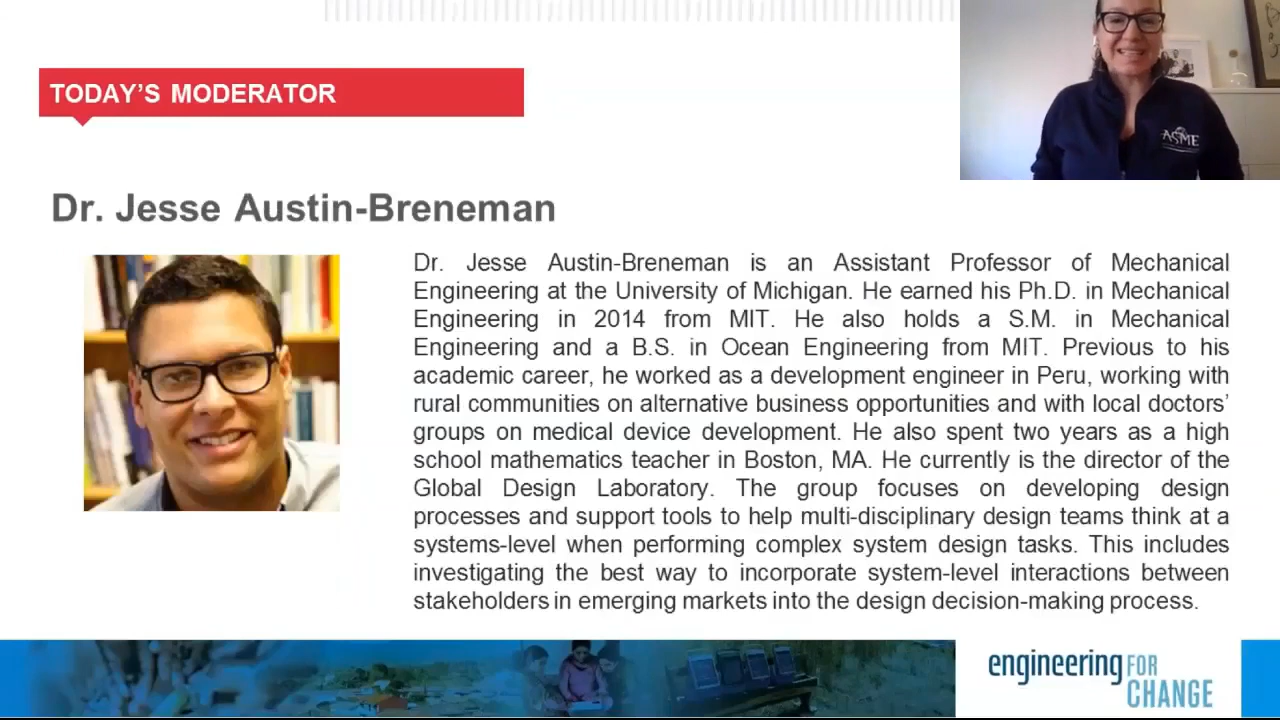 TODAY'S MODERATOR
ASME
Dr. Jesse Austin-Breneman
Dr. Jesse Austin-Breneman is an Assistant Professor of Mechanical
Engineering at the University of Michigan. He earned his Ph.D. in Mechanical
Engineering in 2014 from MIT. He also holds a S.M. in Mechanical
Engineering and a B.S. in Ocean Engineering from MIT. Previous to his
academic career, he worked as a development engineer in Peru, working with
rural communities on alternative business opportunities and with local doctors'
groups on medical device development. He also spent two years as a high
school mathematics teacher in Boston, MA. He currently is the director of the
Global Design Laboratory. The group focuses on developing design
processes and support tools to help multi-disciplinary design teams think at a
systems-level when performing complex system design tasks. This includes
investigating the best way to incorporate system-level interactions between
stakeholders in emerging markets into the design decision-making process.
engineering FOR
CHANGE